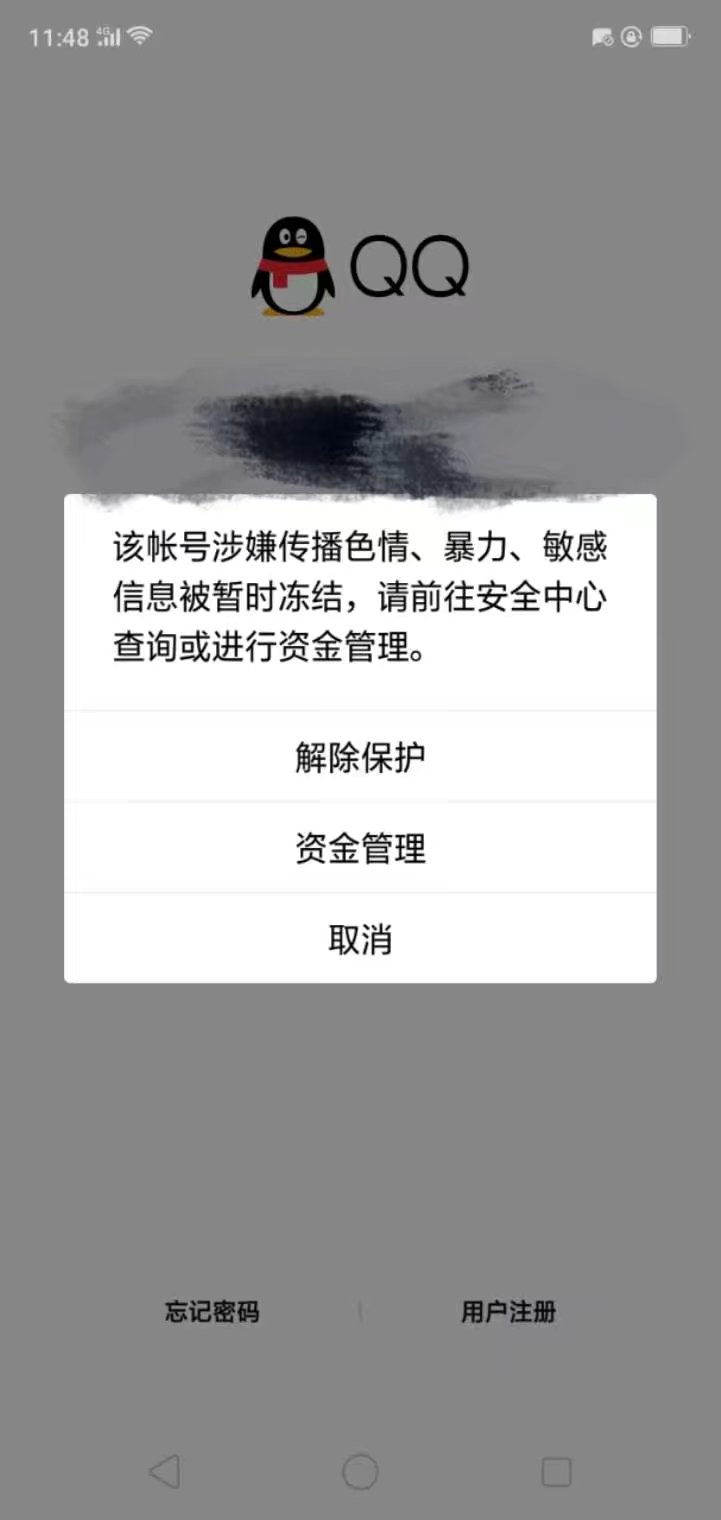 11:48 4G
QQ
该帐号涉嫌传播色情、暴力、敏感
信息被暂时冻结，请前往安全中心
查询或进行资金管理。
解除保护
资金管理
取消
忘记密码 | 用户注册